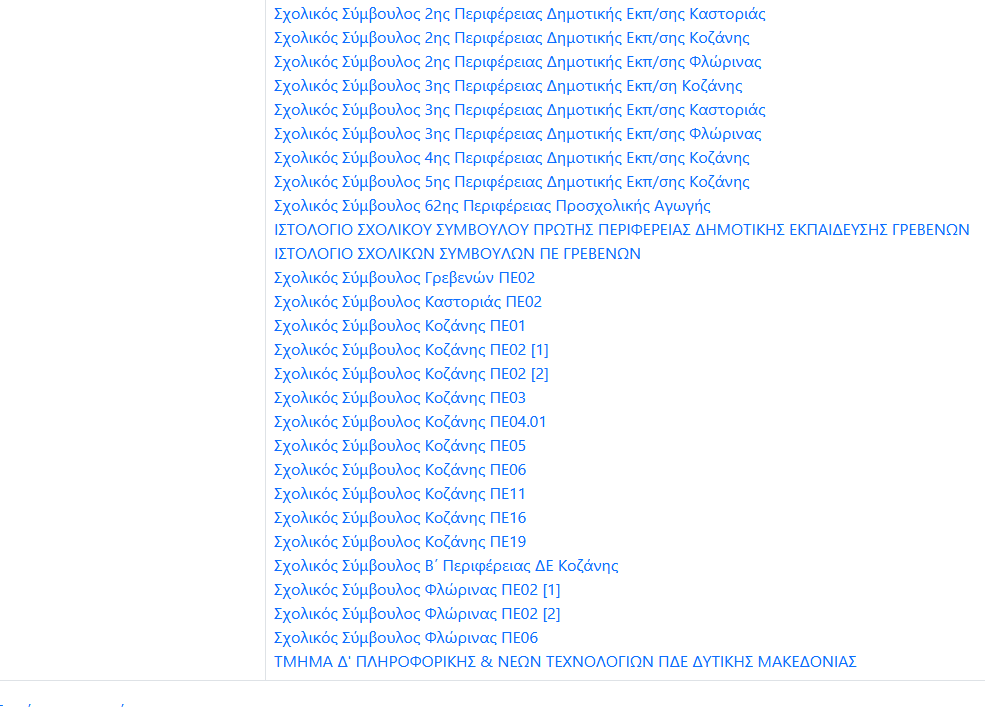 Σχολικός Σύμβουλος 2ης Περιφέρειας Δημοτικής Εκπ/σης Καστοριάς
Σχολικός Σύμβουλος 2ης Περιφέρειας Δημοτικής Εκπ/σης Κοζάνης
Σχολικός Σύμβουλος 2ης Περιφέρειας Δημοτικής Εκπ/σης Φλώρινας
Σχολικός Σύμβουλος 3ης Περιφέρειας Δημοτικής Εκπ/ση Κοζάνης
Σχολικός Σύμβουλος 3ης Περιφέρειας Δημοτικής Εκπ/σης Καστοριάς
Σχολικός Σύμβουλος 3ης Περιφέρειας Δημοτικής Εκπ/σης Φλώρινας
Σχολικός Σύμβουλος 4ης Περιφέρειας Δημοτικής Εκπ/σης Κοζάνης
Σχολικός Σύμβουλος 5ης Περιφέρειας Δημοτικής Εκπ/σης Κοζάνης
Σχολικός Σύμβουλος 62ης Περιφέρειας Προσχολικής Αγωγής
ΙΣΤΟΛΟΓΙΟ ΣΧΟΛΙΚΟΥ ΣΥΜΒΟΥΛΟΥ ΠΡΩΤΗΣ ΠΕΡΙΦΕΡΕΙΑΣ ΔΗΜΟΤΙΚΗΣ ΕΚΠΑΙΔΕΥΣΗΣ ΓΡΕΒΕΝΩΝ
ΙΣΤΟΛΟΓΙΟ ΣΧΟΛΙΚΩΝ ΣΥΜΒΟΥΛΩΝ ΠΕ ΓΡΕΒΕΝΩΝ
Σχολικός Σύμβουλος Γρεβενών ΠΕ02
Σχολικός Σύμβουλος Καστοριάς ΠΕ02
Σχολικός Σύμβουλος Κοζάνης ΠΕ01
Σχολικός Σύμβουλος Κοζάνης ΠΕ02 [1]
Σχολικός Σύμβουλος Κοζάνης ΠΕ02 [2]
Σχολικός Σύμβουλος Κοζάνης ΠΕ03
Σχολικός Σύμβουλος Κοζάνης ΠΕ04.01
Σχολικός Σύμβουλος Κοζάνης ΠΕ05
Σχολικός Σύμβουλος Κοζάνης ΠΕ06
Σχολικός Σύμβουλος Κοζάνης ΠΕ11
Σχολικός Σύμβουλος Κοζάνης ΠΕ16
Σχολικός Σύμβουλος Κοζάνης ΠΕ19
Σχολικός Σύμβουλος Β΄ Περιφέρειας ΔΕ Κοζάνης
Σχολικός Σύμβουλος Φλώρινας ΠΕ02 [1]
Σχολικός Σύμβουλος Φλώρινας ΠΕ02 [2]
Σχολικός Σύμβουλος Φλώρινας ΠΕ06
ΤΜΗΜΑ Δ' ΠΛΗΡΟΦΟΡΙΚΗΣ & ΝΕΩΝ ΤΕΧΝΟΛΟΓΙΩΝ ΠΔΕ ΔΥΤΙΚΗΣ ΜΑΚΕΔΟΝΙΑΣ